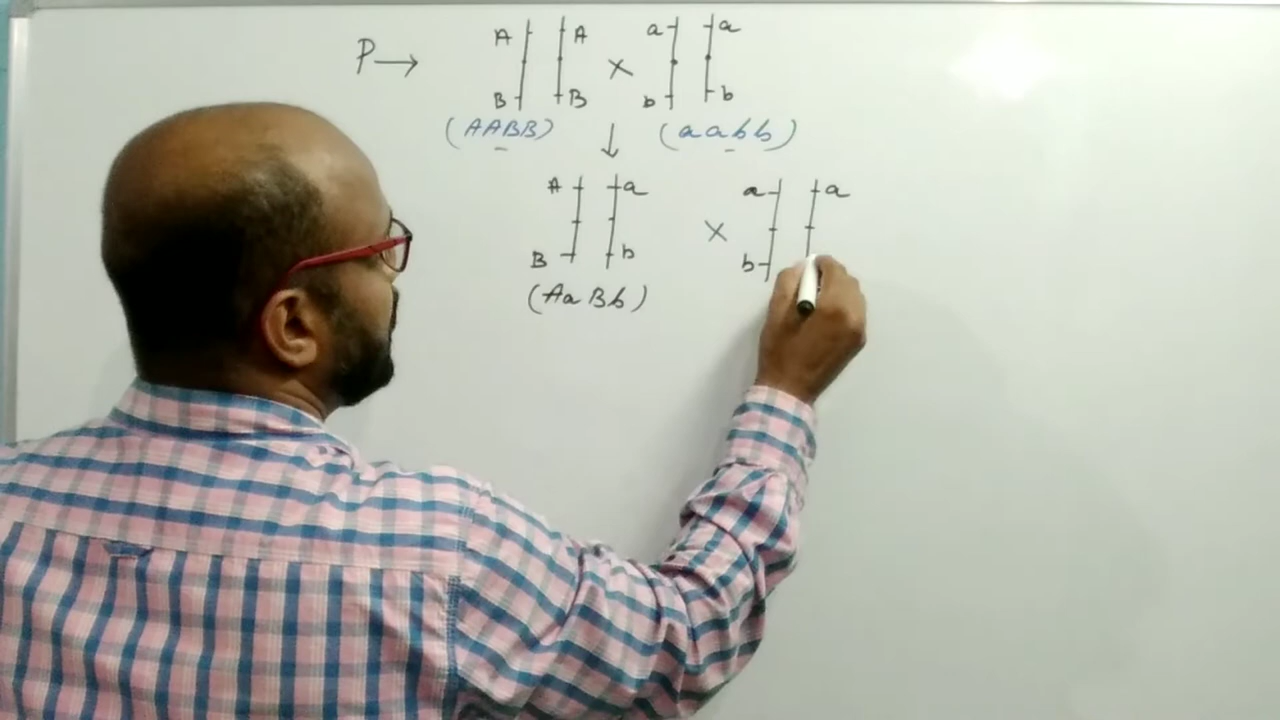 P → A A × a a
B B b b
(AABB) ↓ (aabb)
A a × a a
B b b
(AaBb)